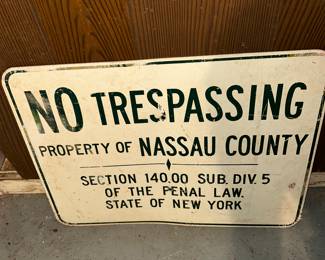 NO TRESPASSING
PROPERTY OF NASSAU COUNTY
SECTION 140.00 SUB. DIV. 5
OF THE PENAL LAW.
STATE OF NEW YORK